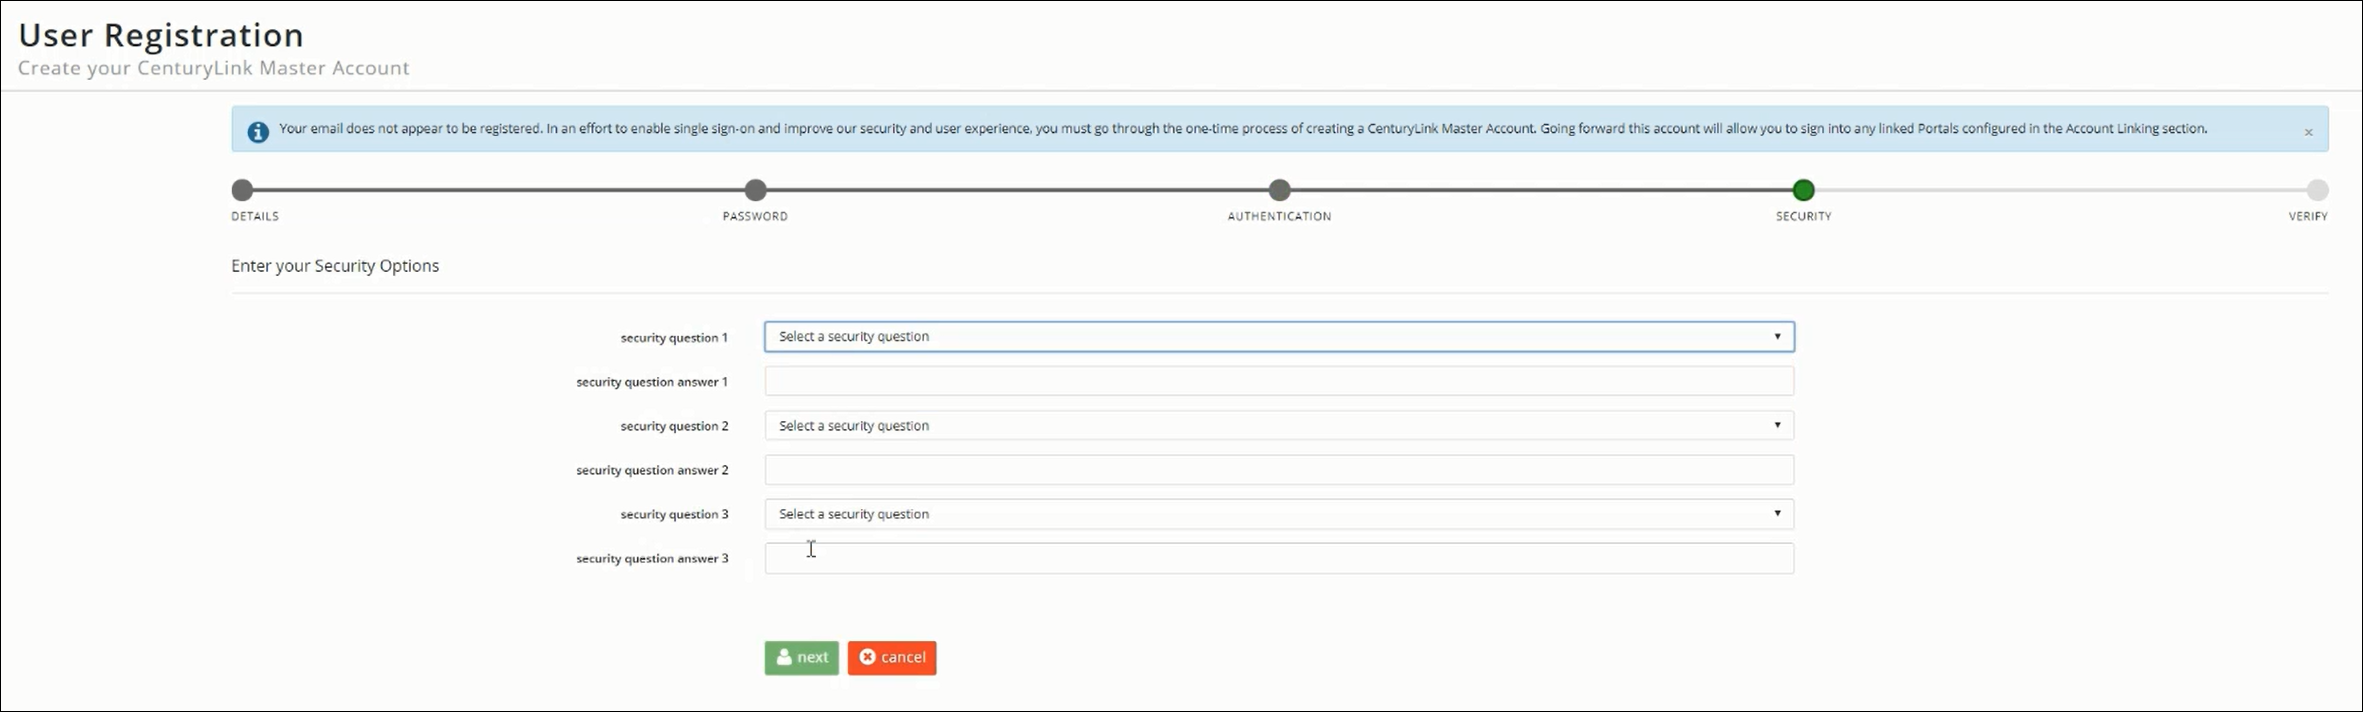 User Registration
Create your CenturyLink Master Account
Your email does not appear to be registered. In an effort to enable single sign-on and improve our security and user experience, you must go through the one-time process of creating a CenturyLink Master Account. Going forward this account will allow you to sign into any linked Portals configured in the Account Linking section.
×
DETAILS
PASSWORD
AUTHENTICATION
SECURITY
VERIFY
Enter your Security Options
security question 1
Select a security question
security question answer 1
security question 2
Select a security question
security question answer 2
security question 3
Select a security question
security question answer 3
next
cancel